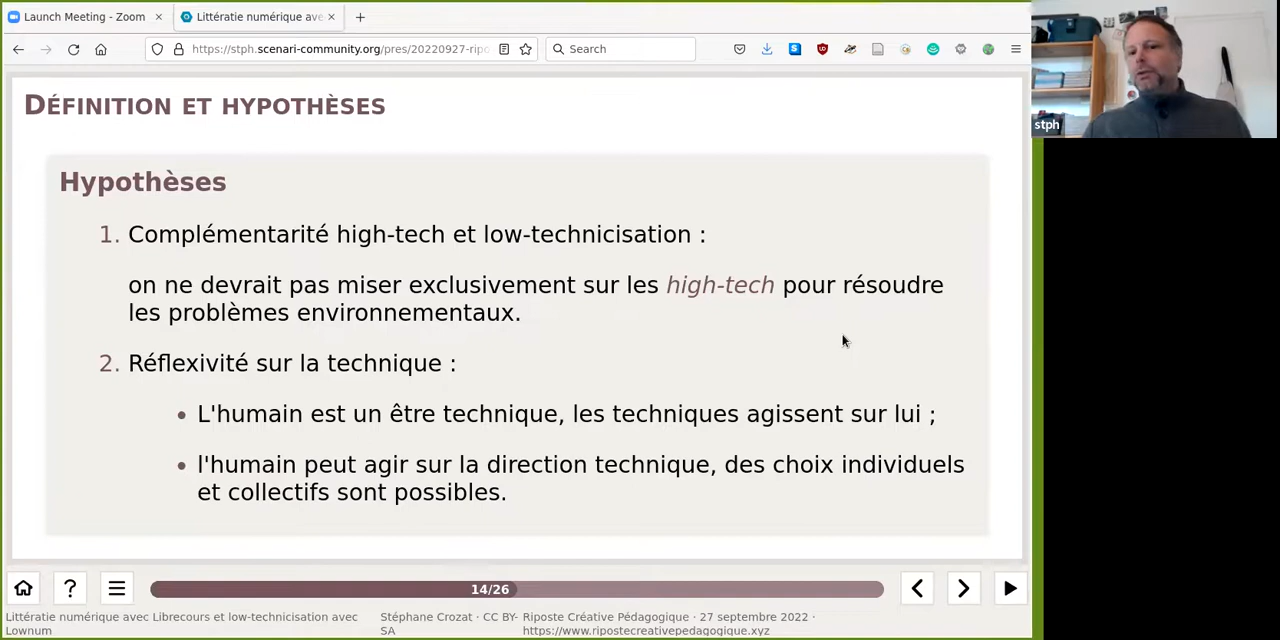 Launch Meeting - Zoom
Littératie numérique ave
https://stph.scenari-community.org/pres/20220927-ripo
Search
DÉFINITION ET HYPOTHÈSES
Hypothèses
1. Complémentarité high-tech et low-technicisation :
on ne devrait pas miser exclusivement sur les high-tech pour résoudre
les problèmes environnementaux.
2. Réflexivité sur la technique :
• L'humain est un être technique, les techniques agissent sur lui ;
• l'humain peut agir sur la direction technique, des choix individuels
et collectifs sont possibles.
14/26
Littératie numérique avec Librecours et low-technicisation avec
Lownum
Stéphane Crozat · CC BY-
SA
Riposte Créative Pédagogique · 27 septembre 2022 ·
https://www.ripostecreativepedagogique.xyz
stph